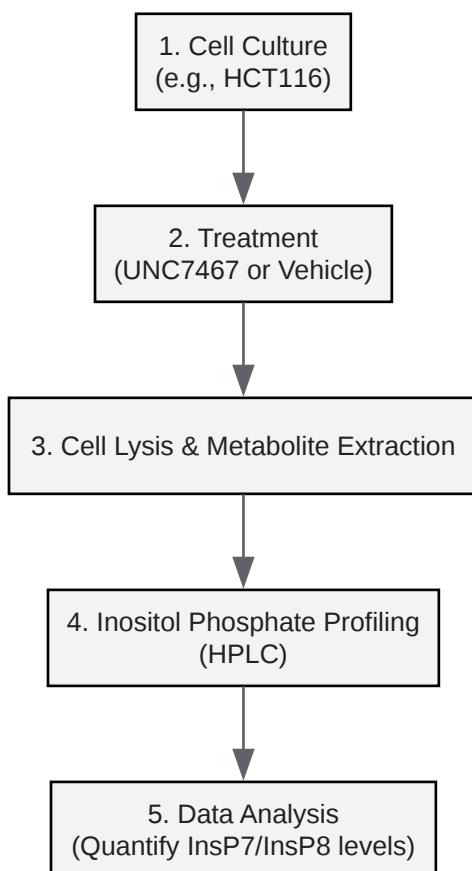 1. Cell Culture
(e.g., HCT116)
2. Treatment
(UNC7467 or Vehicle)
3. Cell Lysis & Metabolite Extraction
4. Inositol Phosphate Profiling
(HPLC)
5. Data Analysis
(Quantify InsP7/InsP8 levels)